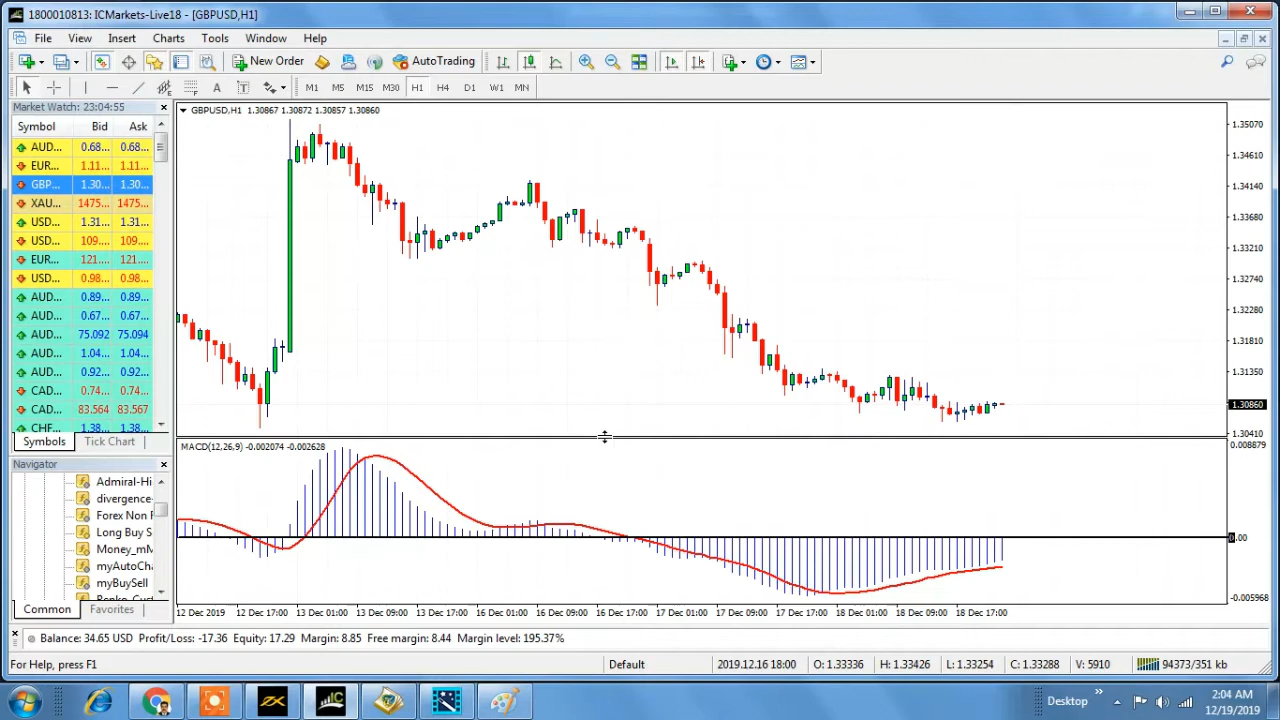 1800010813: ICMarkets-Live18 - [GBPUSD,H1]
File View Insert Charts Tools Window Help
New Order AutoTrading
A T M1 M5 M15 M30 H1 H4 D1 W1 MN
Market Watch: 23:04:55
Symbol Bid Ask
AUD... 0.68... 0.68...
EUR... 1.11... 1.11...
GBP... 1.30... 1.30...
XAU... 1475... 1475...
USD... 1.31... 1.31...
USD... 109.... 109....
EUR... 121.... 121....
USD... 0.98... 0.98...
AUD... 0.89... 0.89...
AUD... 0.67... 0.67...
AUD... 75.092 75.094
AUD... 1.04... 1.04...
AUD... 0.92... 0.92...
CAD... 0.74... 0.74...
CAD... 83.564 83.567
CHF... 1.38... 1.38...
Symbols Tick Chart
Navigator
Admiral-Hi
divergence-
Forex Non F
Long Buy S
Money_mM
myAutoCha
myBuySell
Common Favorites
GBPUSD,H1 1.30867 1.30872 1.30857 1.30860
1.35070
1.34610
1.34140
1.33680
1.33210
1.32740
1.32280
1.31810
1.31350
1.30860
1.30410
MACD(12,26,9) -0.002074 -0.002628
0.008879
0.00
-0.005968
12 Dec 2019 12 Dec 17:00 13 Dec 01:00 13 Dec 09:00 13 Dec 17:00 16 Dec 01:00 16 Dec 09:00 16 Dec 17:00 17 Dec 01:00 17 Dec 09:00 17 Dec 17:00 18 Dec 01:00 18 Dec 09:00 18 Dec 17:00
Balance: 34.65 USD Profit/Loss: -17.36 Equity: 17.29 Margin: 8.85 Free margin: 8.44 Margin level: 195.37%
For Help, press F1 Default 2019.12.16 18:00 O: 1.33336 H: 1.33426 L: 1.33254 C: 1.33288 V: 5910 94373/351 kb
Desktop » 2:04 AM
12/19/2019